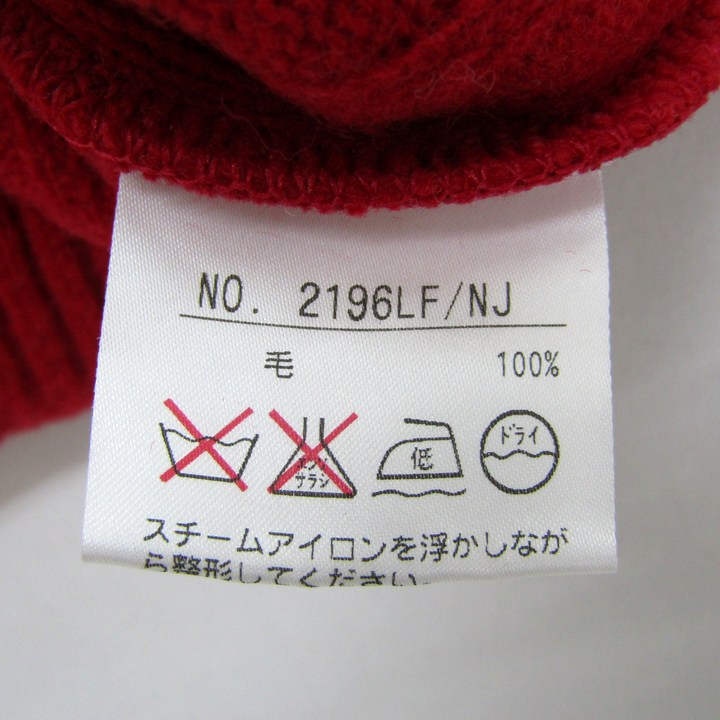 NO. 2196LF/NJ
毛 100%
エンソ
サラシ
低
ドライ
スチームアイロンを浮かしなが
ら整形してください。